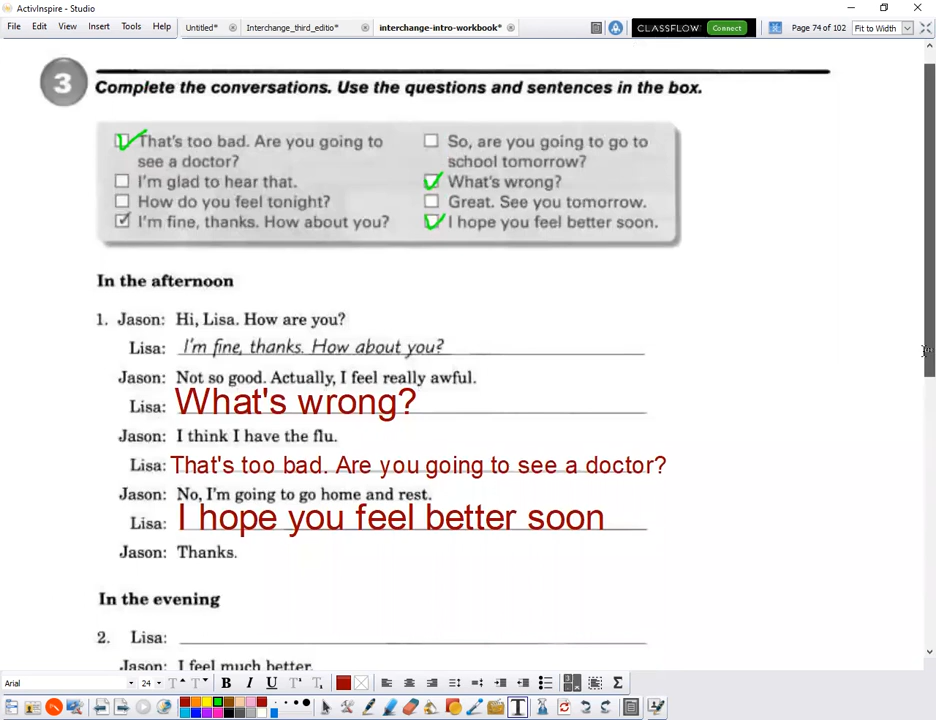 ActivInspire - Studio
File Edit View Insert Tools Help Untitled* Interchange_third_editio* interchange-intro-workbook* CLASSFLOW Connect Page 74 of 102 Fit to Width
3 Complete the conversations. Use the questions and sentences in the box.
That's too bad. Are you going to
see a doctor?
I'm glad to hear that.
How do you feel tonight?
I'm fine, thanks. How about you?
So, are you going to go to
school tomorrow?
What's wrong?
Great. See you tomorrow.
I hope you feel better soon.
In the afternoon
1. Jason: Hi, Lisa. How are you?
Lisa: I'm fine, thanks. How about you?
Jason: Not so good. Actually, I feel really awful.
Lisa: What's wrong?
Jason: I think I have the flu.
Lisa: That's too bad. Are you going to see a doctor?
Jason: No, I'm going to go home and rest.
Lisa: I hope you feel better soon
Jason: Thanks.
In the evening
2. Lisa:
Jason: I feel much better.
Arial 24 B I U